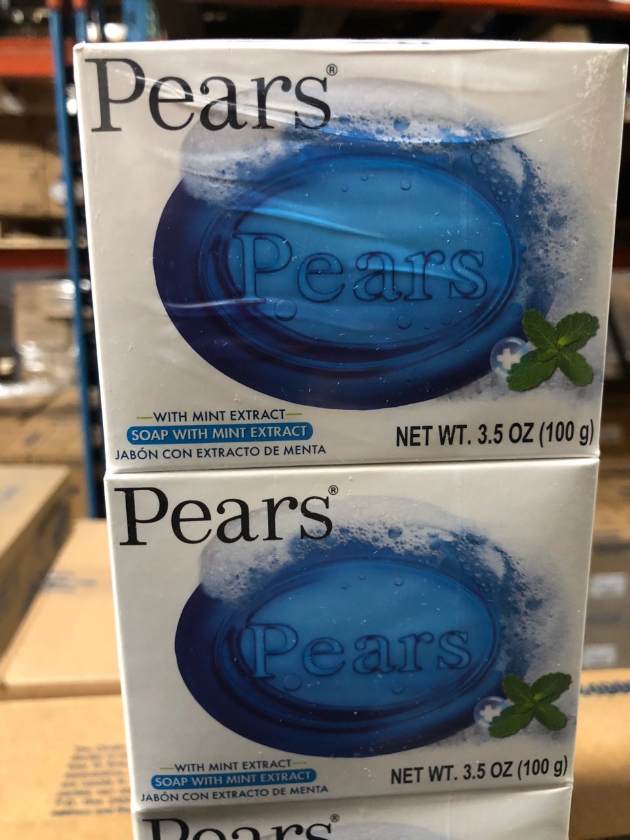 Pears®
Pears
WITH MINT EXTRACT
SOAP WITH MINT EXTRACT
JABÓN CON EXTRACTO DE MENTA
NET WT. 3.5 OZ (100 g)
Pears®
Pears
WITH MINT EXTRACT
SOAP WITH MINT EXTRACT
JABÓN CON EXTRACTO DE MENTA
NET WT. 3.5 OZ (100 g)
Pears®